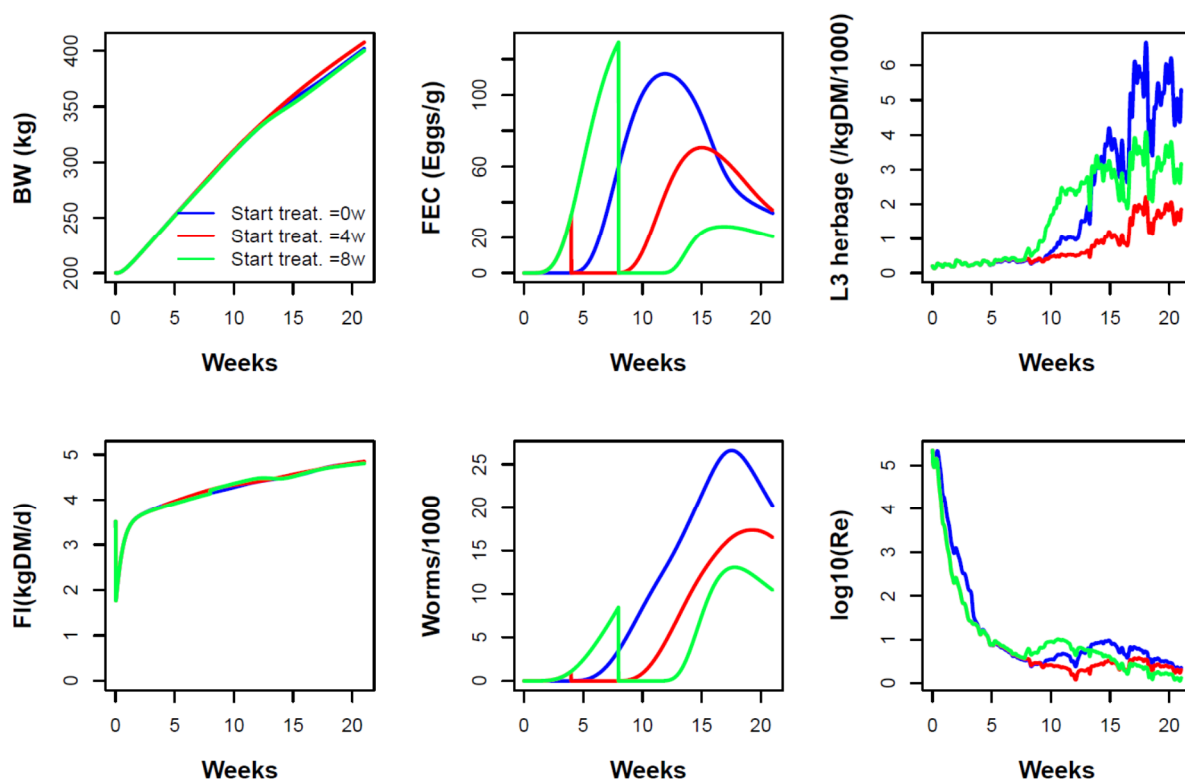 BW (kg)
200 250 300 350 400
Start treat. =0w
Start treat. =4w
Start treat. =8w
0 5 10 15 20
Weeks
FEC (Eggs/g)
0 20 60 100
0 5 10 15 20
Weeks
L3 herbage (/kgDM/1000)
0 1 2 3 4 5 6
0 5 10 15 20
Weeks
FI(kgDM/d)
0 1 2 3 4 5
0 5 10 15 20
Weeks
Worms/1000
0 5 10 15 20 25
0 5 10 15 20
Weeks
log10(Re)
0 1 2 3 4 5
0 5 10 15 20
Weeks